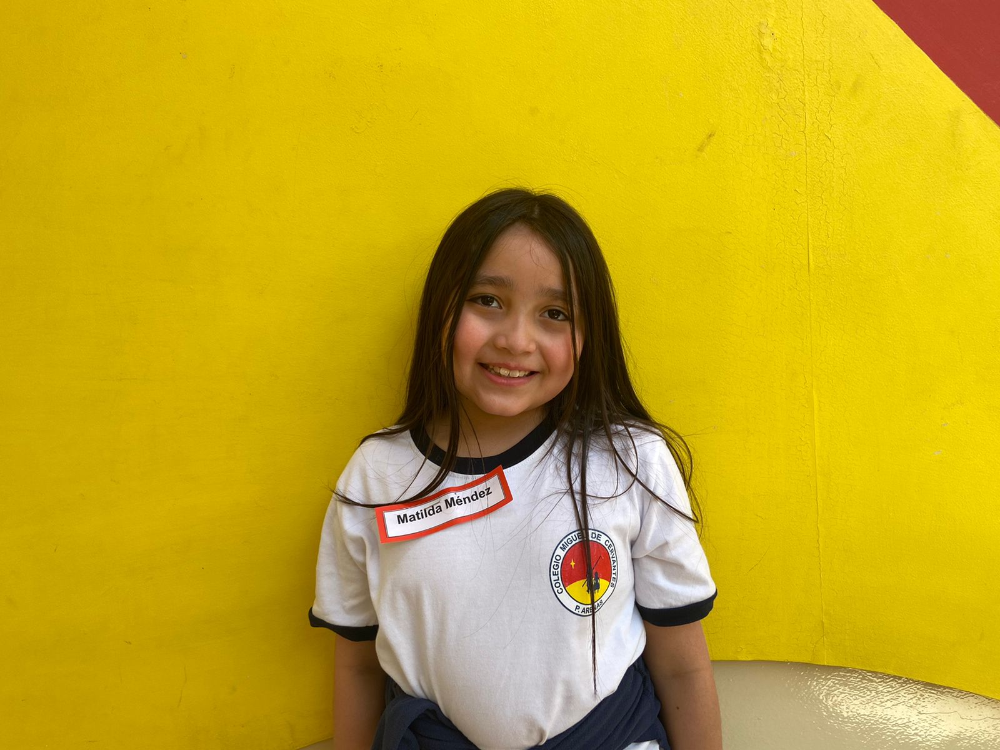 Matilda Méndez
COLEGIO MIGUEL DE CERVANTES
P. ARENAS